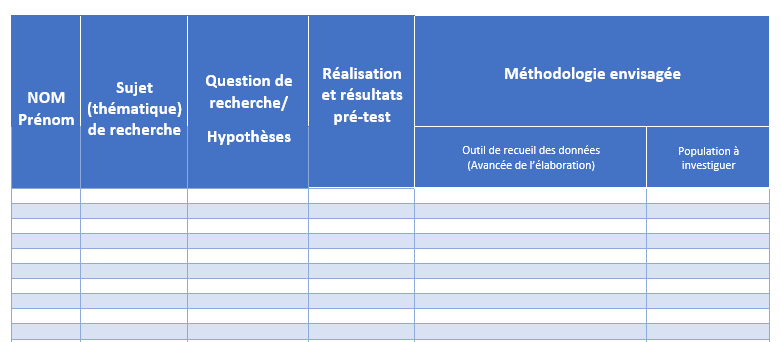 NOM
Prénom
Sujet
(thématique)
de recherche
Question de
recherche/
Hypothèses
Réalisation
et résultats
pré-test
Méthodologie envisagée
Outil de recueil des données
(Avancée de l’élaboration)
Population à
investiguer